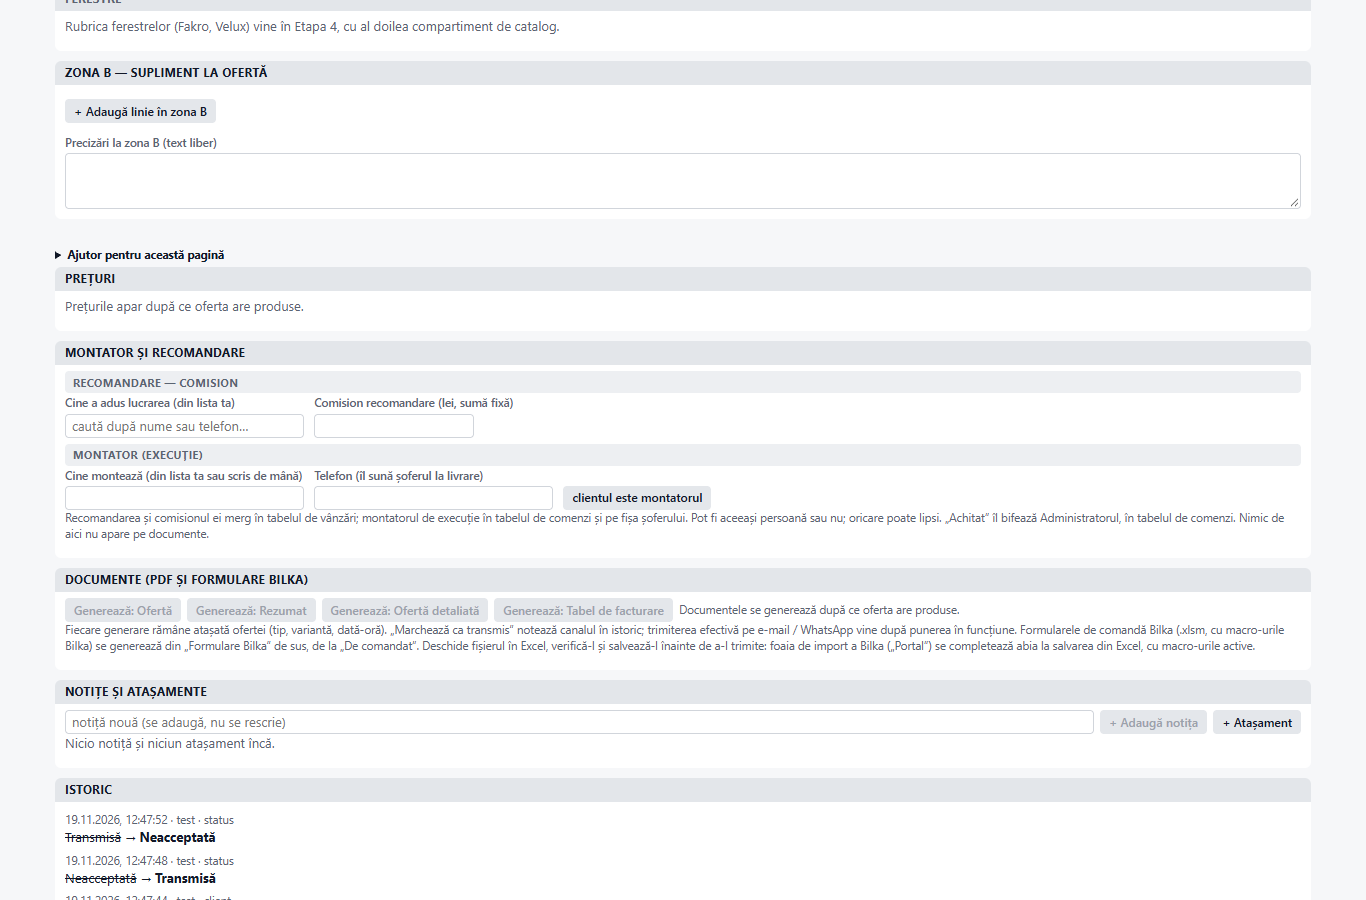 FERESTRE
Rubrica ferestrelor (Fakro, Velux) vine în Etapa 4, cu al doilea compartiment de catalog.
ZONA B — SUPLIMENT LA OFERTĂ
+ Adaugă linie în zona B
Precizări la zona B (text liber)
Ajutor pentru această pagină
PREȚURI
Prețurile apar după ce oferta are produse.
MONTATOR ȘI RECOMANDARE
RECOMANDARE — COMISION
Cine a adus lucrarea (din lista ta) Comision recomandare (lei, sumă fixă)
caută după nume sau telefon...
MONTATOR (EXECUȚIE)
Cine montează (din lista ta sau scris de mână) Telefon (îl sună șoferul la livrare)
clientul este montatorul
Recomandarea și comisionul ei merg în tabelul de vânzări; montatorul de execuție în tabelul de comenzi și pe fișa șoferului. Pot fi aceeași persoană sau nu; oricare poate lipsi. „Achitat” îl bifează Administratorul, în tabelul de comenzi. Nimic de
aici nu apare pe documente.
DOCUMENTE (PDF ȘI FORMULARE BILKA)
Generează: Ofertă Generează: Rezumat Generează: Ofertă detaliată Generează: Tabel de facturare Documentele se generează după ce oferta are produse.
Fiecare generare rămâne atașată ofertei (tip, variantă, dată-oră). „Marchează ca transmis” notează canalul în istoric; trimiterea efectivă pe e-mail / WhatsApp vine după punerea în funcțiune. Formularele de comandă Bilka (.xlsm, cu macro-urile
Bilka) se generează din „Formulare Bilka” de sus, de la „De comandat”. Deschide fișierul în Excel, verifică-l și salvează-l înainte de a-l trimite: foaia de import a Bilka („Portal”) se completează abia la salvarea din Excel, cu macro-urile active.
NOTIȚE ȘI ATAȘAMENTE
notiță nouă (se adaugă, nu se rescrie) + Adaugă notița + Atașament
Nicio notiță și niciun atașament încă.
ISTORIC
19.11.2026, 12:47:52 · test · status
Transmisă → Neacceptată
19.11.2026, 12:47:48 · test · status
Neacceptată → Transmisă
19.11.2026, 12:47:44 · test · client